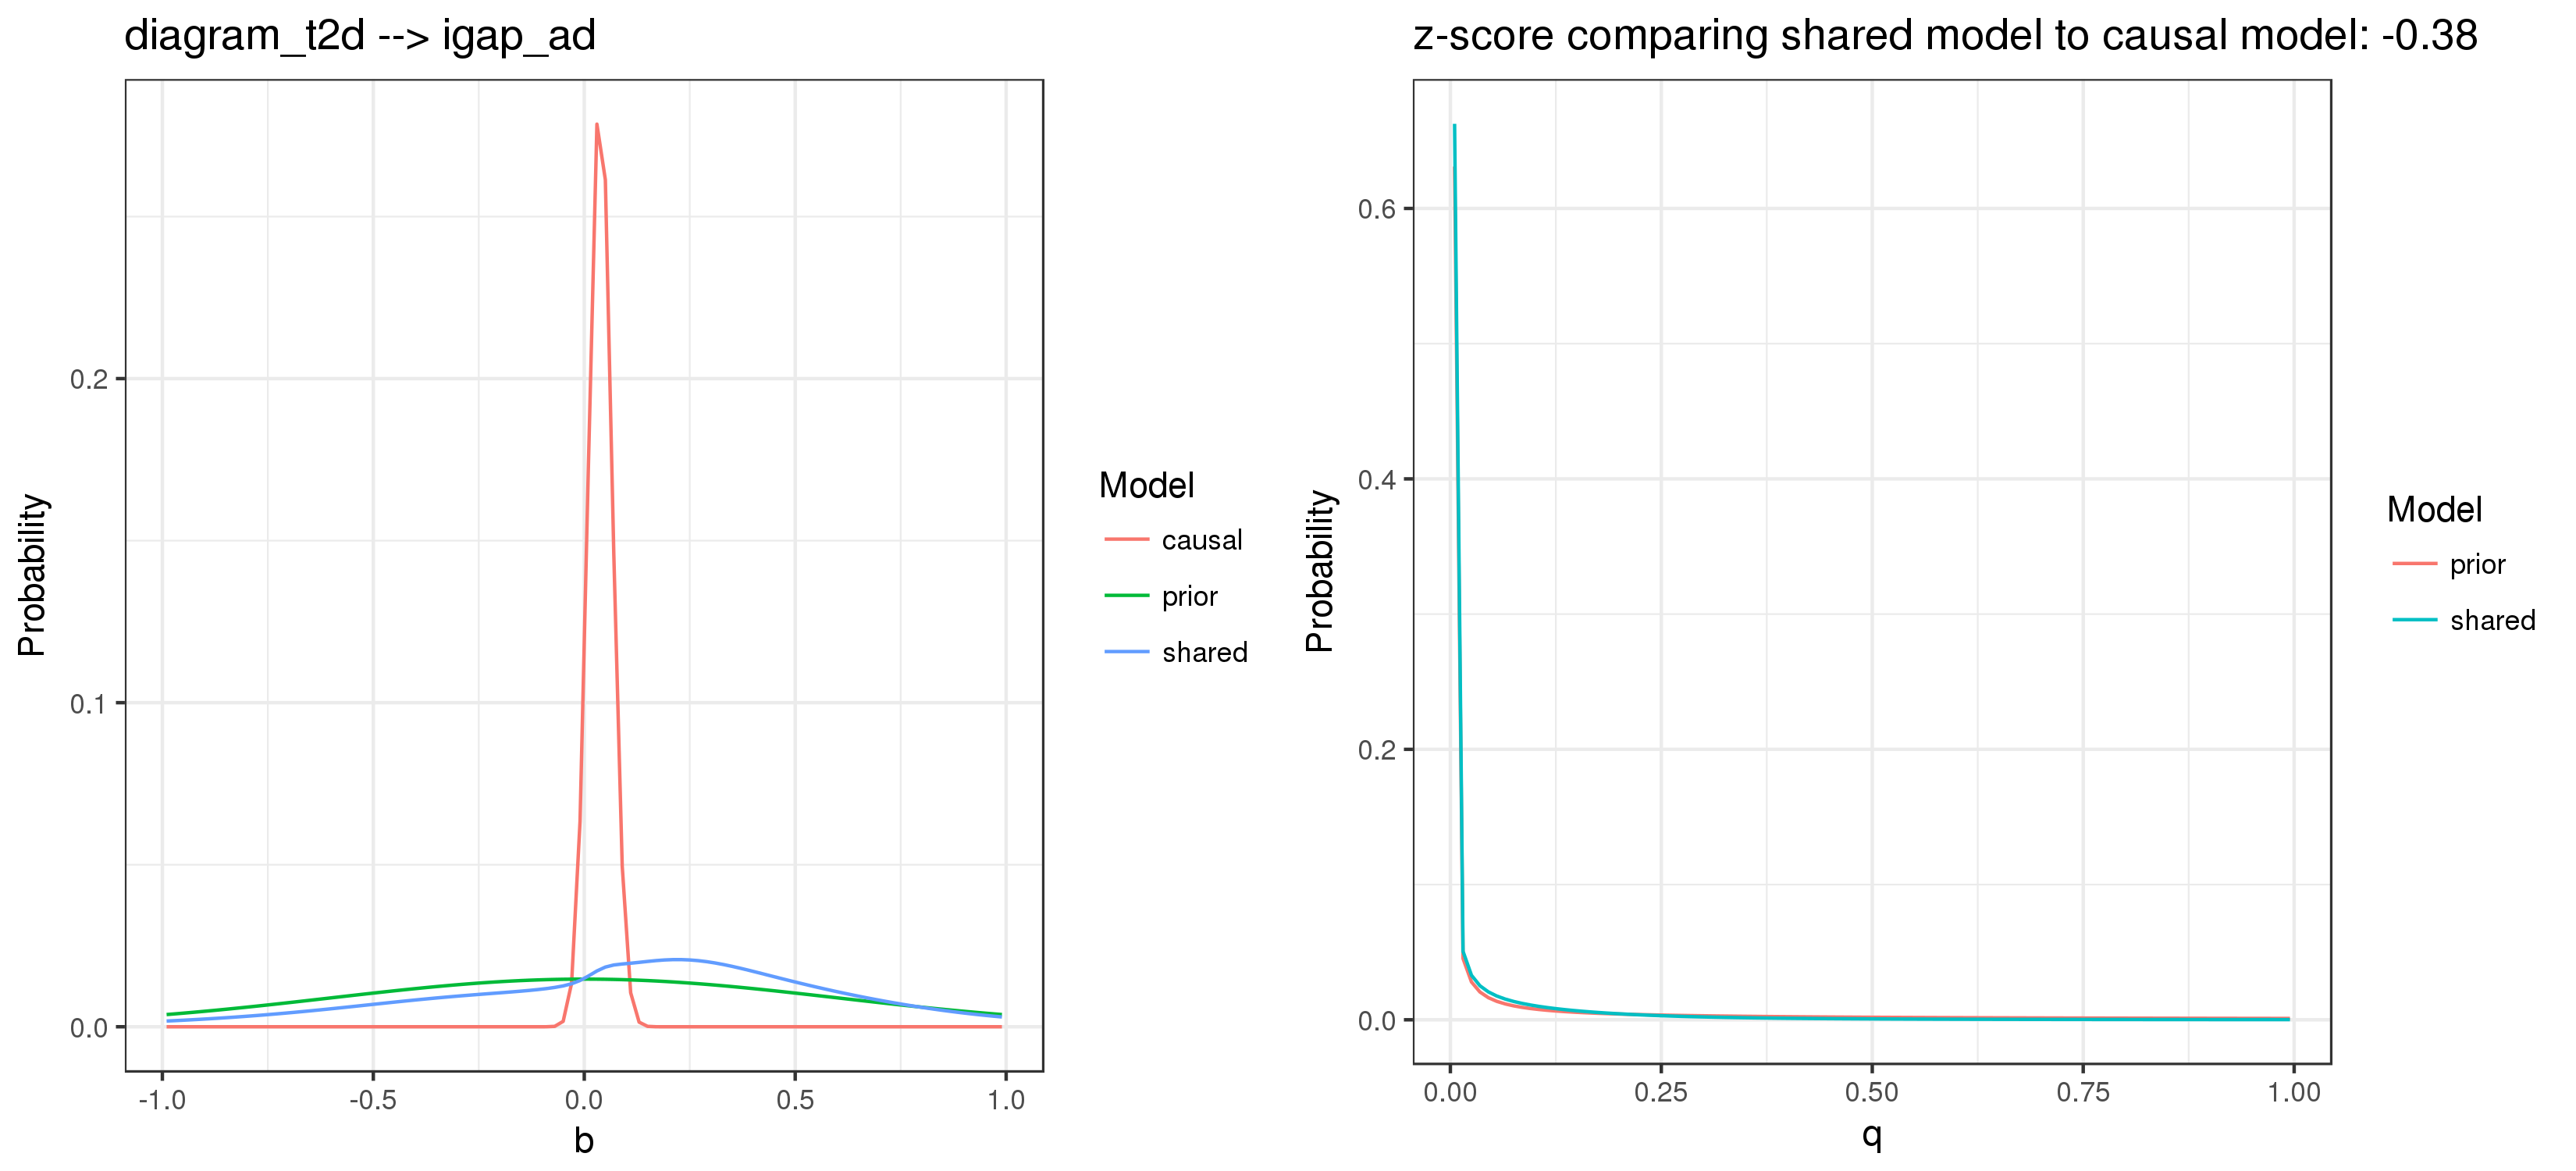 diagram_t2d --> igap_ad
Probability
0.2
0.1
0.0
-1.0 -0.5 0.0 0.5 1.0
b
Model
causal
prior
shared
z-score comparing shared model to causal model: -0.38
Probability
0.6
0.4
0.2
0.0
0.00 0.25 0.50 0.75 1.00
q
Model
prior
shared